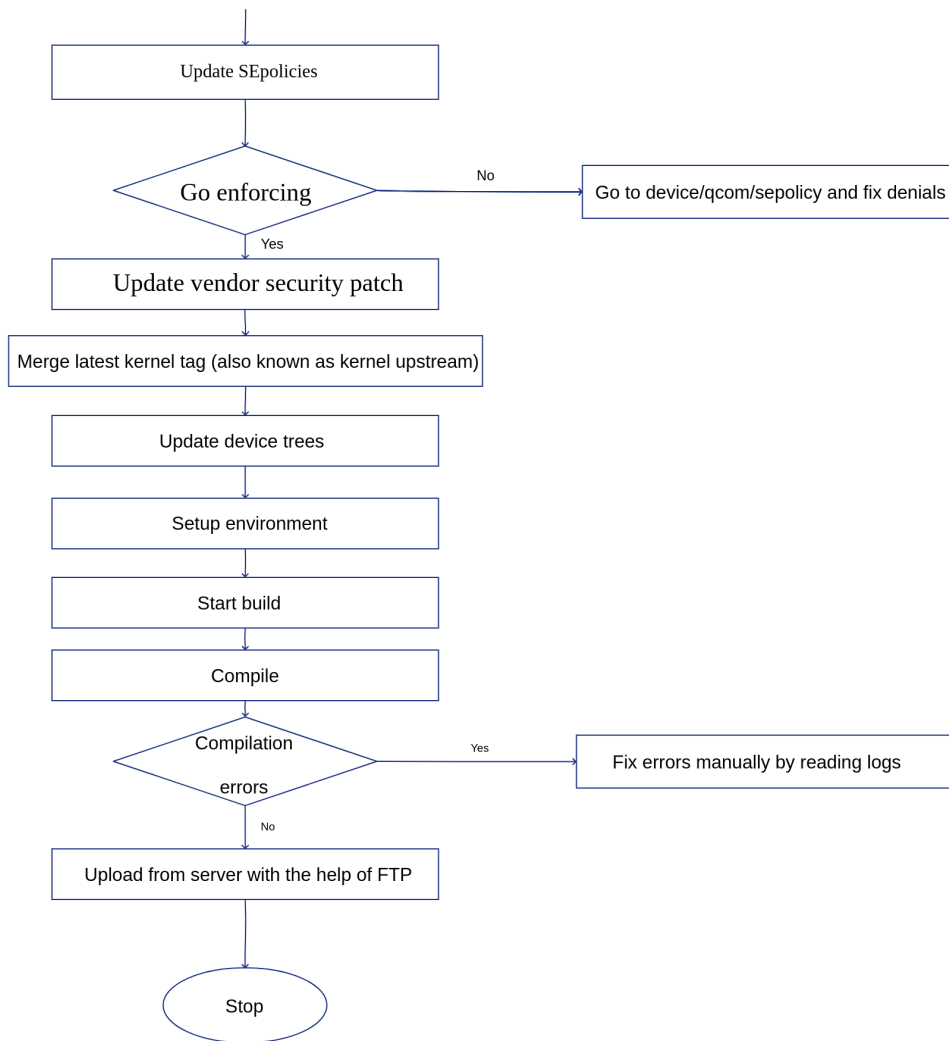 Update SEpolicies
Go enforcing
No
Go to device/qcom/sepolicy and fix denials
Yes
Update vendor security patch
Merge latest kernel tag (also known as kernel upstream)
Update device trees
Setup environment
Start build
Compile
Compilation
errors
Yes
Fix errors manually by reading logs
No
Upload from server with the help of FTP
Stop